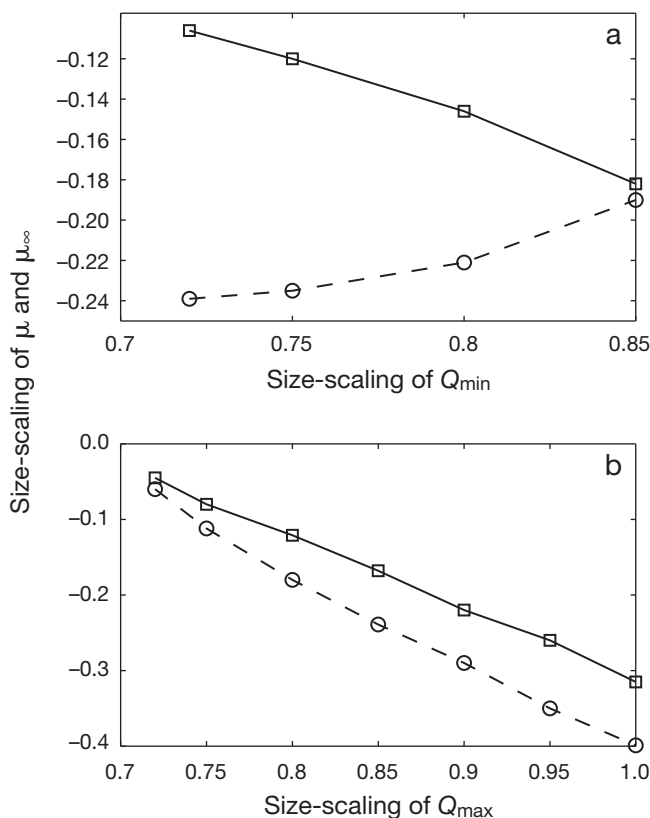 a
−0.12
−0.14
−0.16
−0.18
−0.20
−0.22
−0.24
0.7 0.75 0.8 0.85
Size-scaling of Qmin
Size-scaling of µ and µ∞
b
0.0
−0.1
−0.2
−0.3
−0.4
0.7 0.75 0.8 0.85 0.9 0.95 1.0
Size-scaling of Qmax